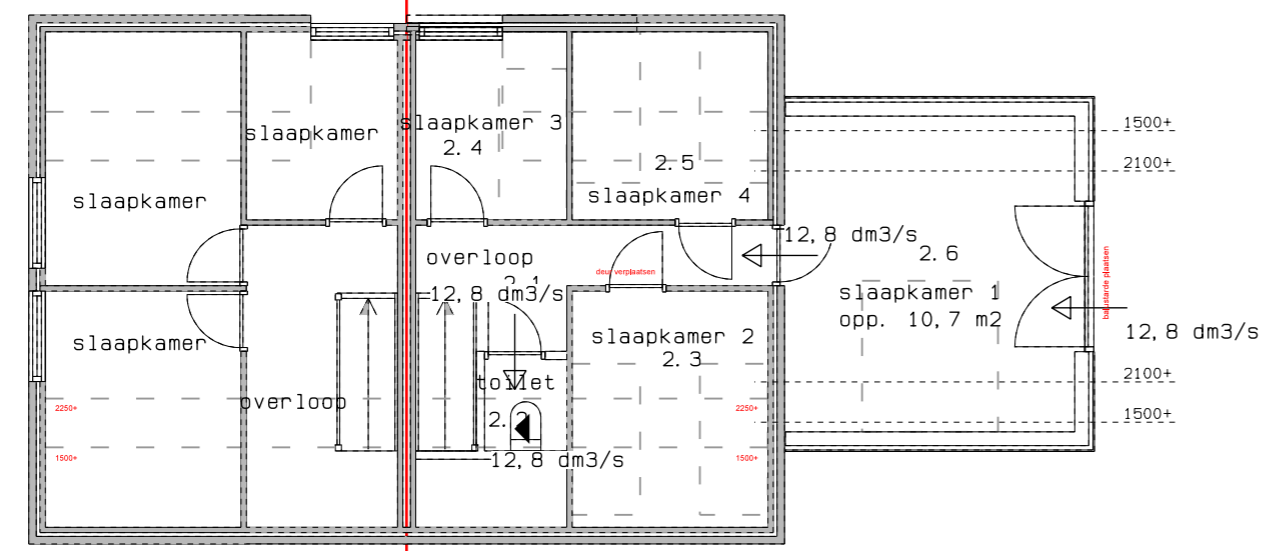 slaapkamer
slaapkamer
slaapkamer 3
2.4
2.5
slaapkamer 4
1500+
2100+
overloop
deur verplaatsen
12,8 dm3/s
2.6
slaapkamer 1
opp. 10,7 m2
balustarde plaatsen
12,8 dm3/s
12,8 dm3/s
slaapkamer
slaapkamer 2
2.3
toilet
overloop
2250+
1500+
2250+
1500+
2100+
1500+
12,8 dm3/s